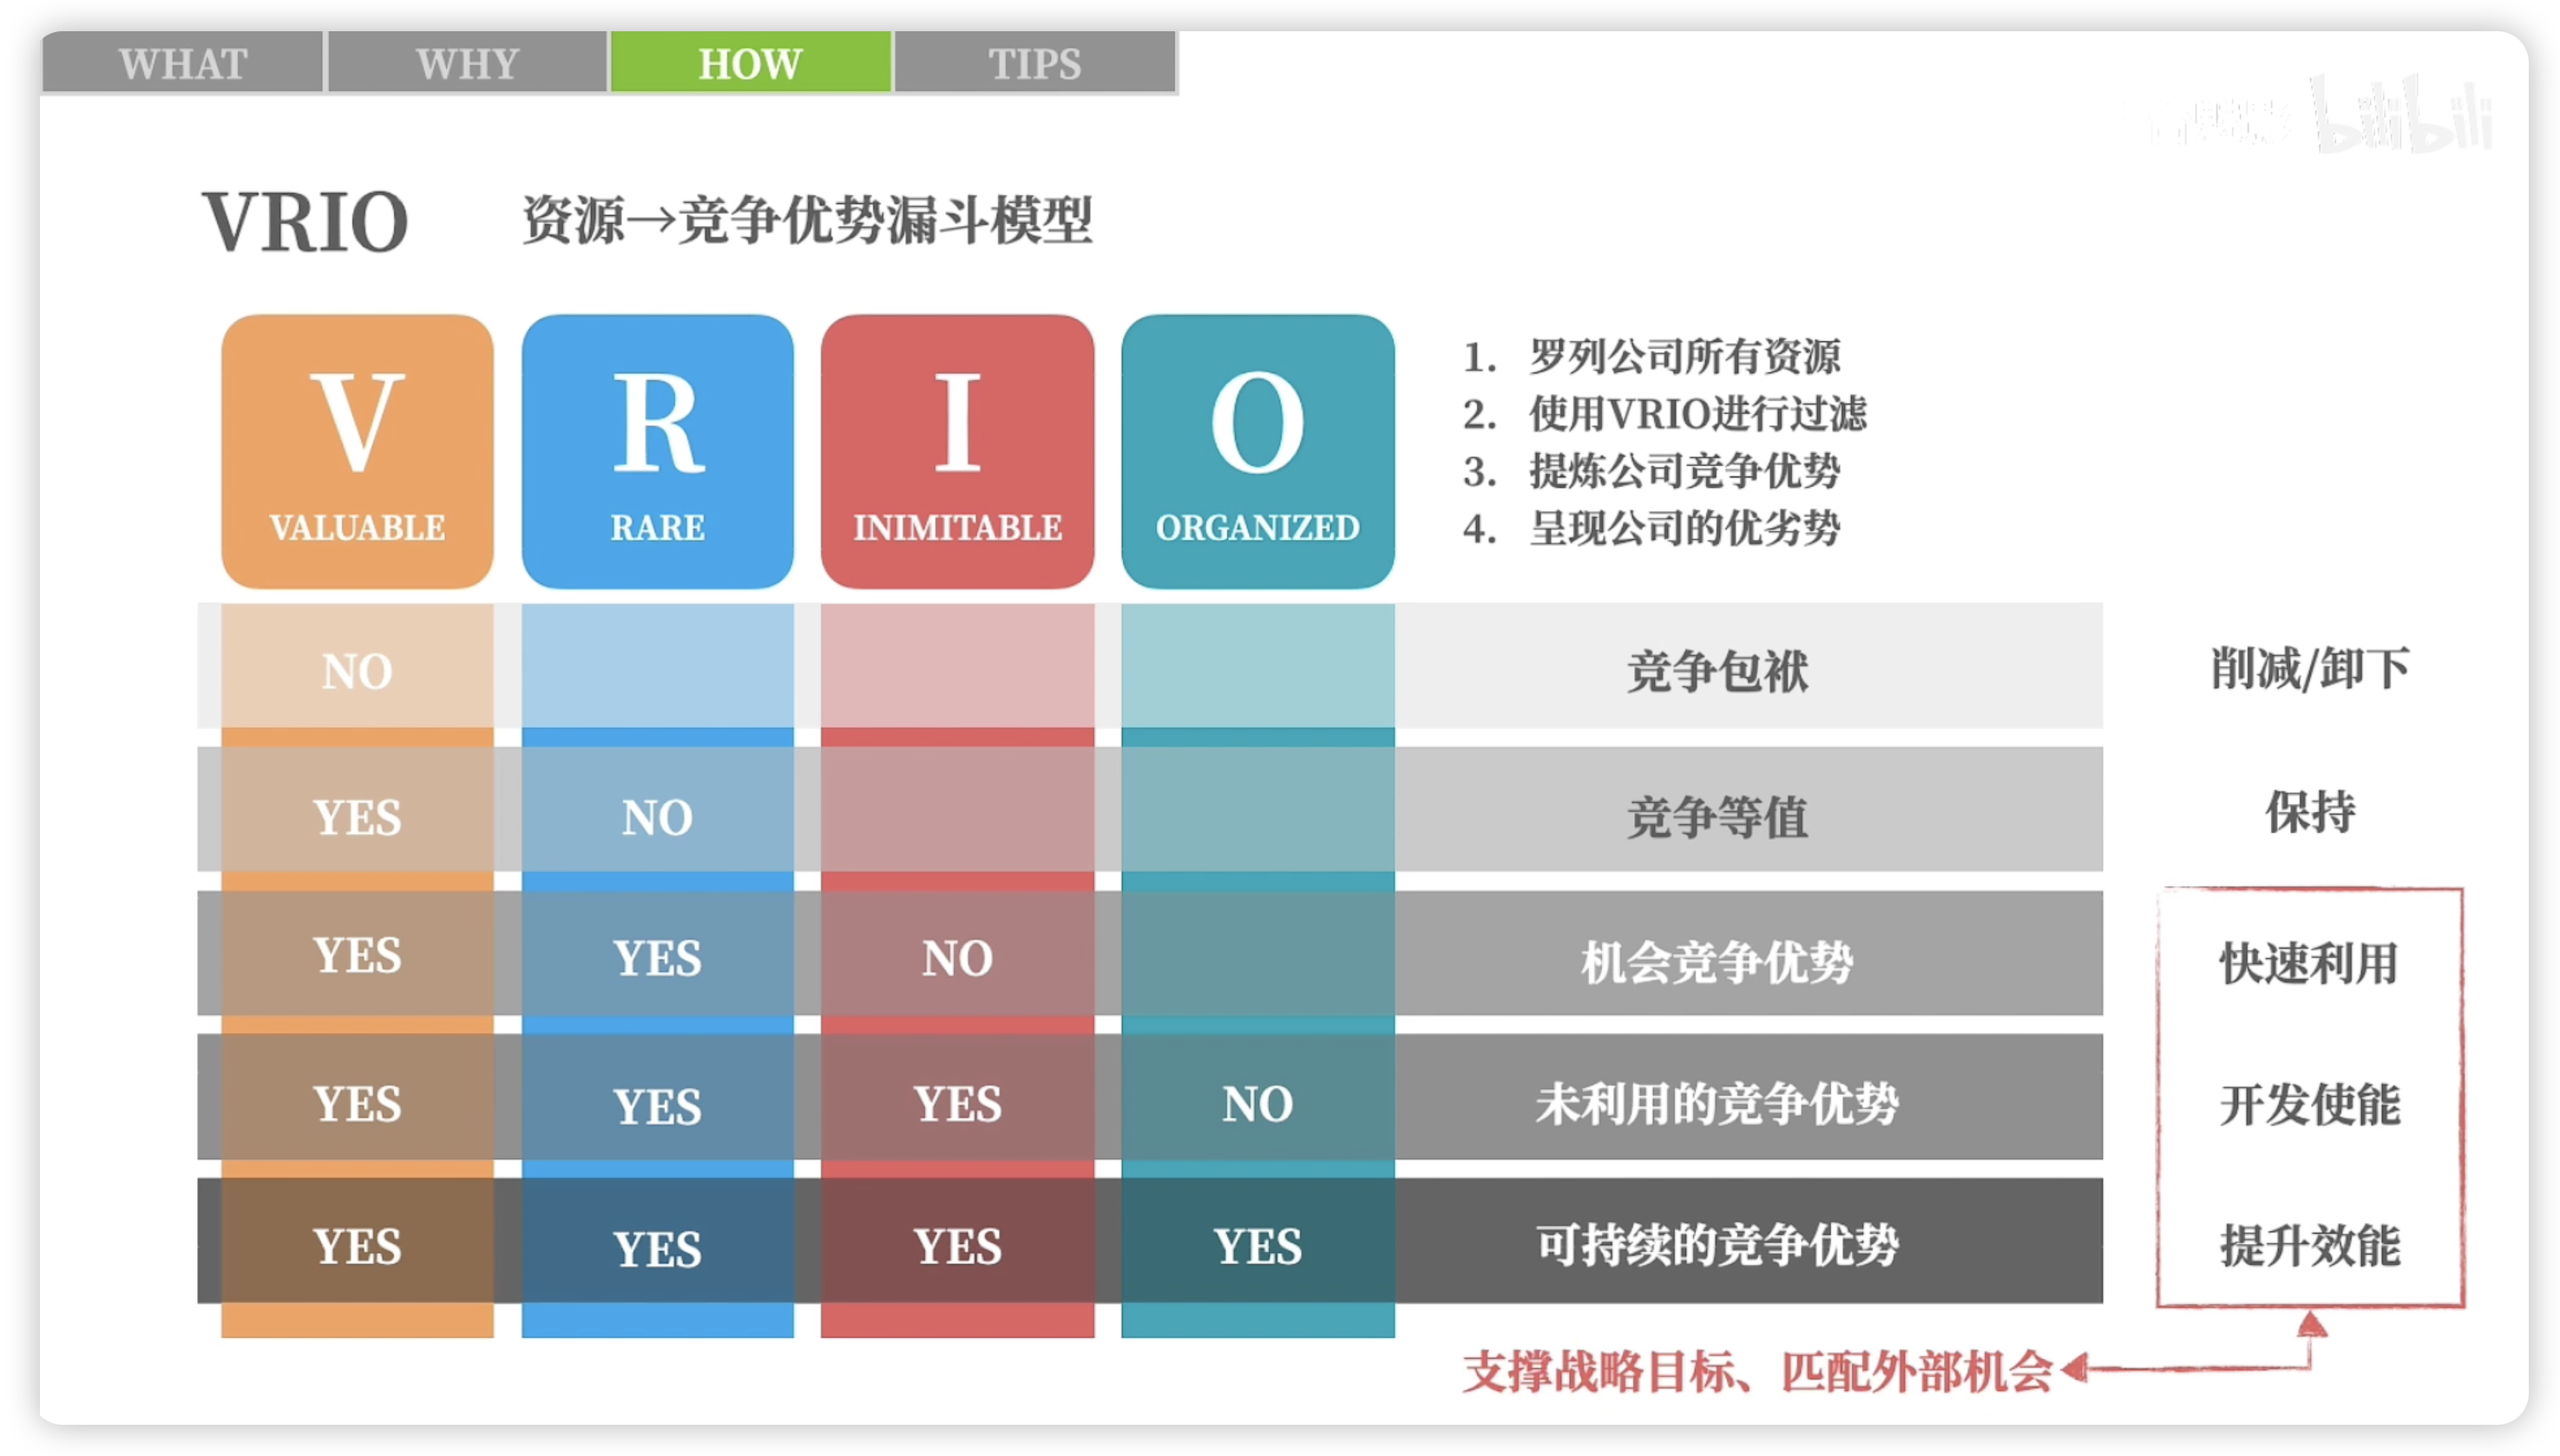 WHAT WHY HOW TIPS
bilibili
VRIO 资源→竞争优势漏斗模型
V R I O
VALUABLE RARE INIMITABLE ORGANIZED
1. 罗列公司所有资源
2. 使用VRIO进行过滤
3. 提炼公司竞争优势
4. 呈现公司的优劣势
NO 竞争包袱 削减/卸下
YES NO 竞争等值 保持
YES YES NO 机会竞争优势 快速利用
YES YES YES NO 未利用的竞争优势 开发使能
YES YES YES YES 可持续的竞争优势 提升效能
支撑战略目标、匹配外部机会